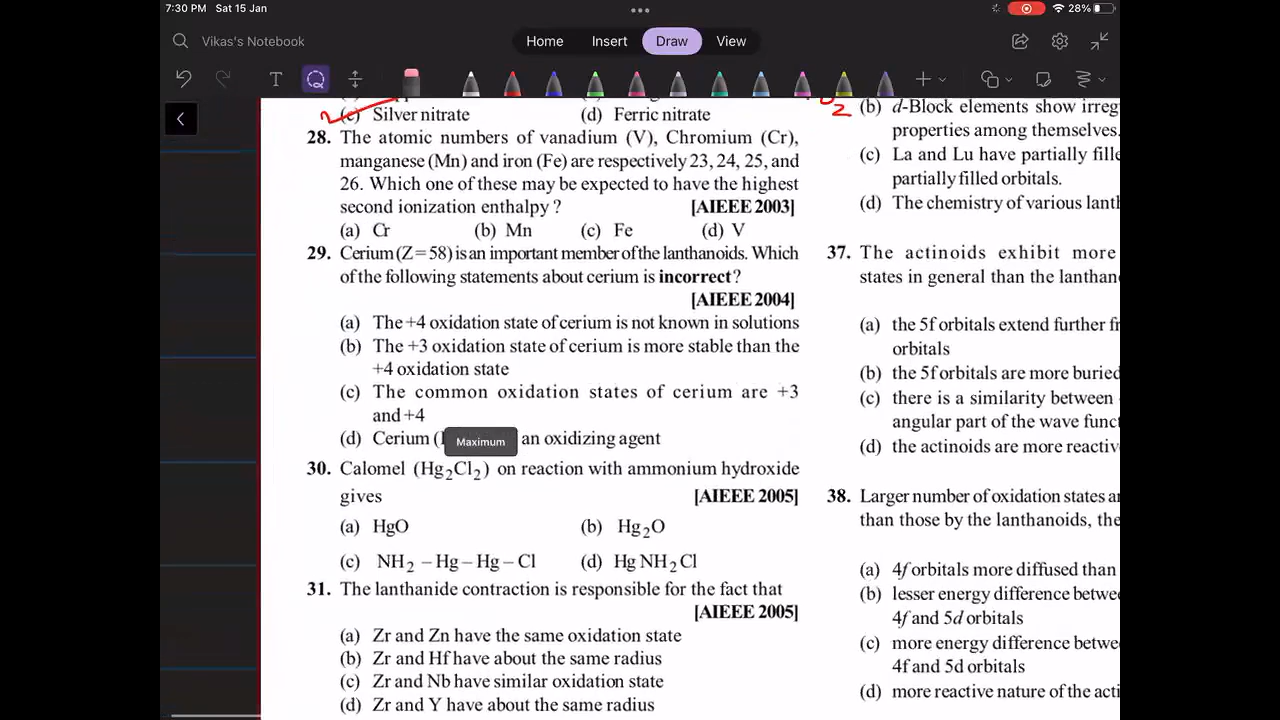 7:30 PM Sat 15 Jan
28%
Vikas's Notebook
Home Insert Draw View
(c) Silver nitrate (d) Ferric nitrate
28. The atomic numbers of vanadium (V), Chromium (Cr),
manganese (Mn) and iron (Fe) are respectively 23, 24, 25, and
26. Which one of these may be expected to have the highest
second ionization enthalpy ? [AIEEE 2003]
(a) Cr (b) Mn (c) Fe (d) V
29. Cerium (Z = 58) is an important member of the lanthanoids. Which
of the following statements about cerium is incorrect?
[AIEEE 2004]
(a) The +4 oxidation state of cerium is not known in solutions
(b) The +3 oxidation state of cerium is more stable than the
+4 oxidation state
(c) The common oxidation states of cerium are +3
and +4
(d) Cerium ( an oxidizing agent
Maximum
30. Calomel (Hg2Cl2) on reaction with ammonium hydroxide
gives [AIEEE 2005]
(a) HgO (b) Hg2O
(c) NH2 – Hg – Hg – Cl (d) Hg NH2 Cl
31. The lanthanide contraction is responsible for the fact that
[AIEEE 2005]
(a) Zr and Zn have the same oxidation state
(b) Zr and Hf have about the same radius
(c) Zr and Nb have similar oxidation state
(d) Zr and Y have about the same radius
2
(b) d-Block elements show irreg
properties among themselves.
(c) La and Lu have partially fille
partially filled orbitals.
(d) The chemistry of various lant
37. The actinoids exhibit more
states in general than the lanthan
(a) the 5f orbitals extend further fr
orbitals
(b) the 5f orbitals are more buried
(c) there is a similarity between
angular part of the wave func
(d) the actinoids are more reactiv
38. Larger number of oxidation states a
than those by the lanthanoids, the
(a) 4f orbitals more diffused than
(b) lesser energy difference betwe
4f and 5d orbitals
(c) more energy difference betwe
4f and 5d orbitals
(d) more reactive nature of the acti